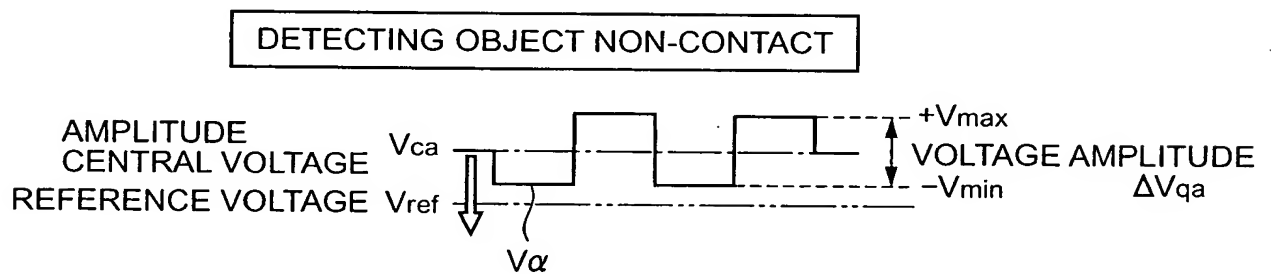 DETECTING OBJECT NON-CONTACT
AMPLITUDE
CENTRAL VOLTAGE
Vca
REFERENCE VOLTAGE
Vref
Vα
+Vmax
VOLTAGE AMPLITUDE
−Vmin
ΔVqa